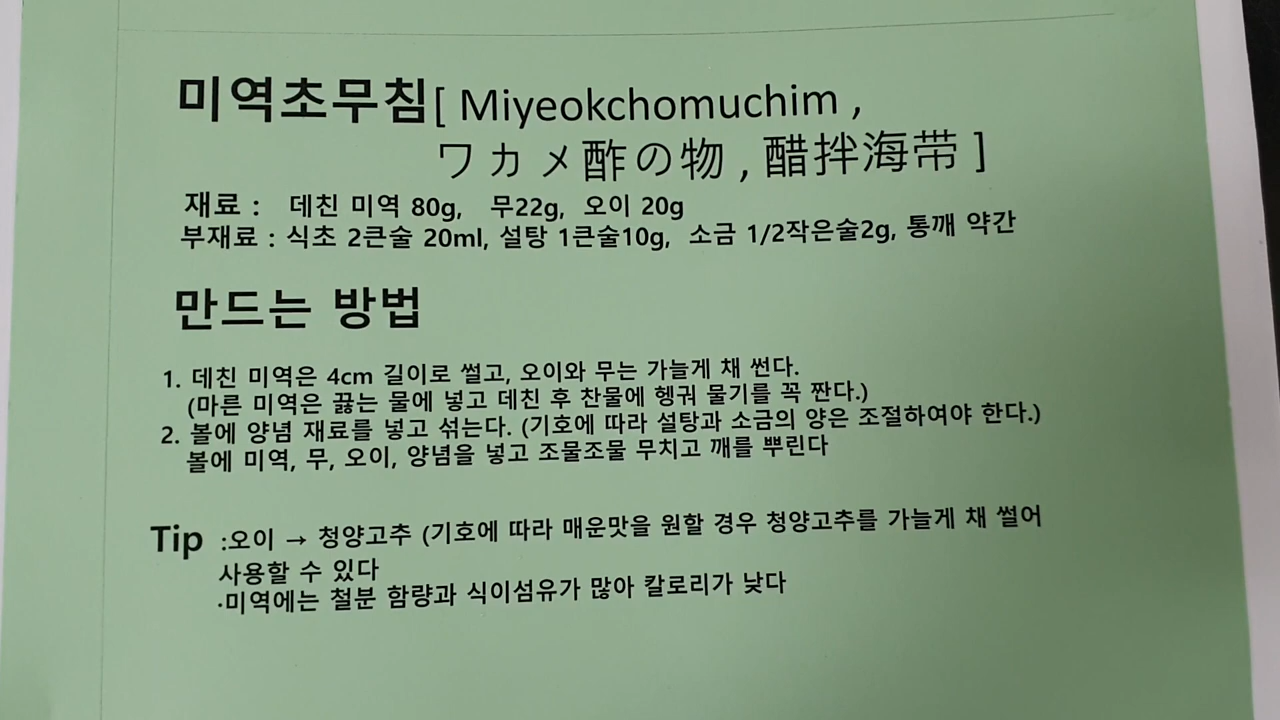 미역초무침[ Miyeokchomuchim ,
ワカメ酢の物 , 醋拌海带 ]
재료 : 데친 미역 80g, 무22g, 오이 20g
부재료 : 식초 2큰술 20ml, 설탕 1큰술10g, 소금 1/2작은술2g, 통깨 약간
만드는 방법
1. 데친 미역은 4cm 길이로 썰고, 오이와 무는 가늘게 채 썬다.
(마른 미역은 끓는 물에 넣고 데친 후 찬물에 헹궈 물기를 꼭 짠다.)
2. 볼에 양념 재료를 넣고 섞는다. (기호에 따라 설탕과 소금의 양은 조절하여야 한다.)
볼에 미역, 무, 오이, 양념을 넣고 조물조물 무치고 깨를 뿌린다
Tip :오이 → 청양고추 (기호에 따라 매운맛을 원할 경우 청양고추를 가늘게 채 썰어
사용할 수 있다
·미역에는 철분 함량과 식이섬유가 많아 칼로리가 낮다